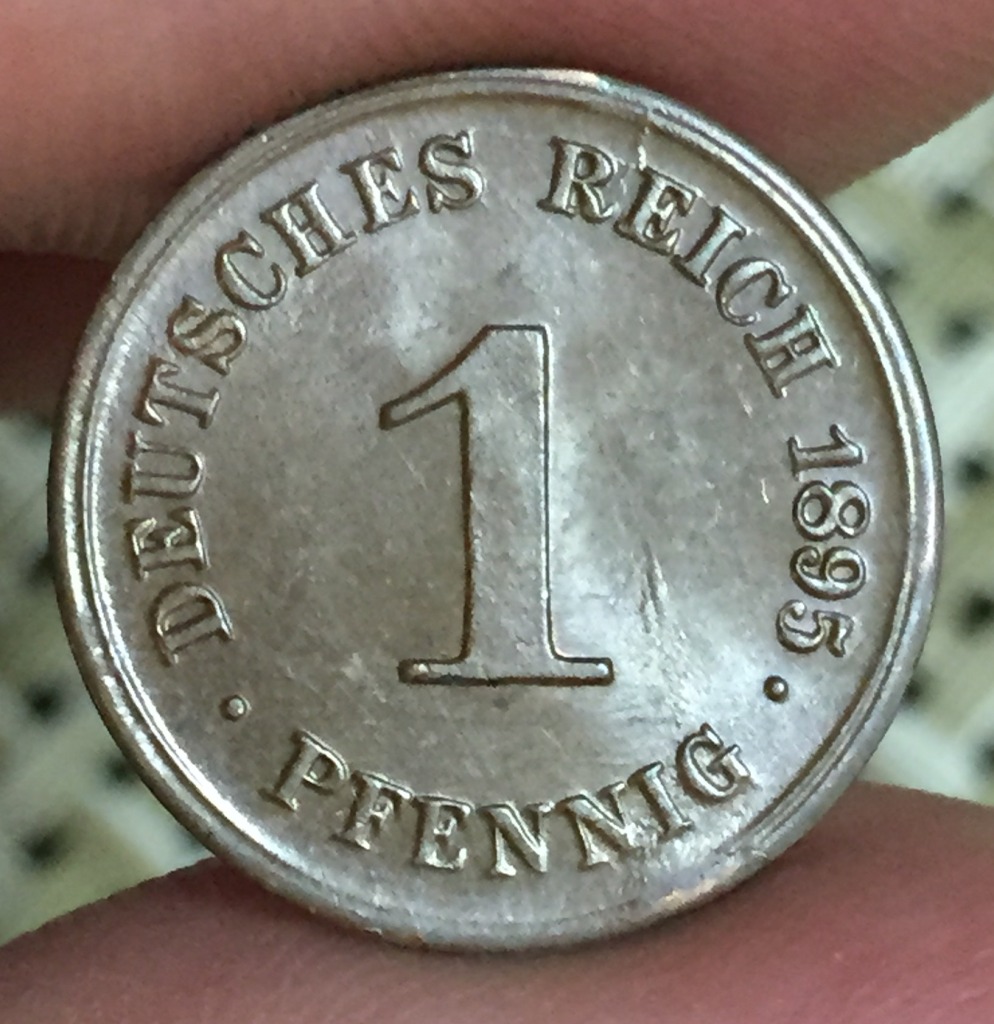 DEUTSCHES REICH 1895
1
· PFENNIG ·